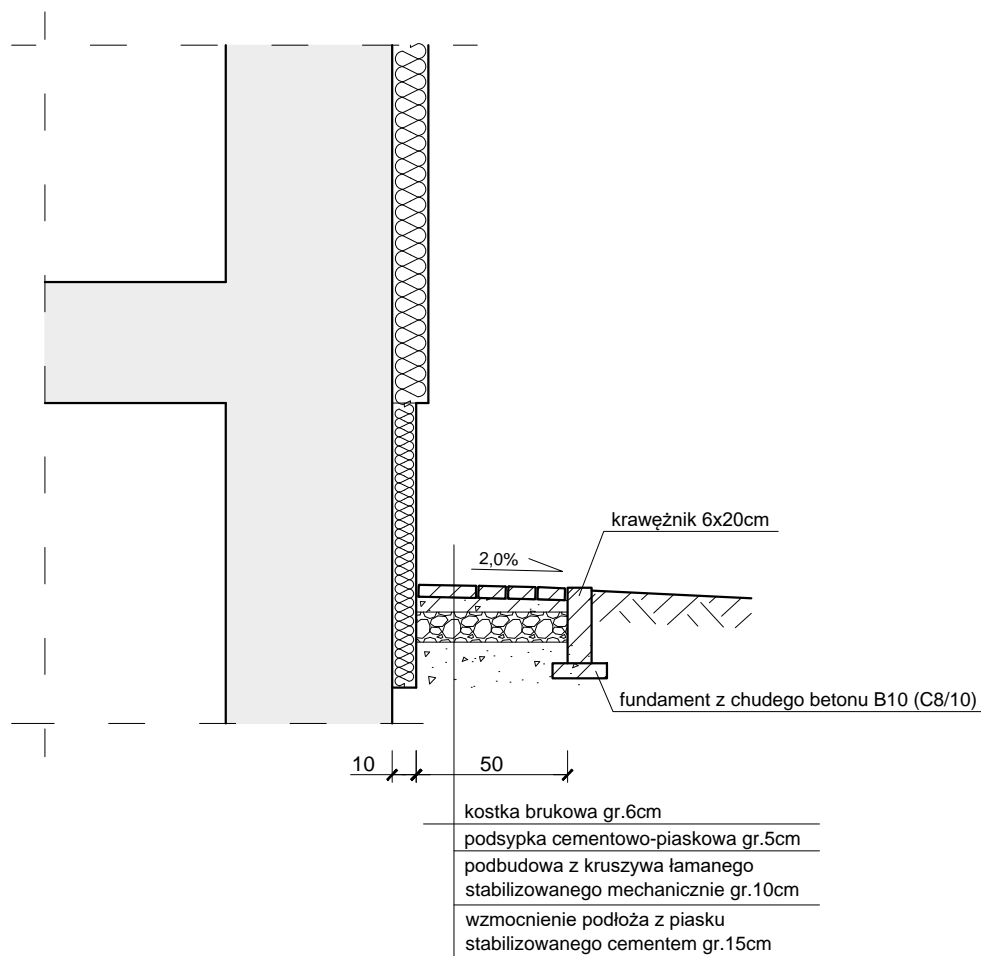 krawężnik 6x20cm
2,0%
fundament z chudego betonu B10 (C8/10)
10
50
kostka brukowa gr.6cm
podsypka cementowo-piaskowa gr.5cm
podbudowa z kruszywa łamanego
stabilizowanego mechanicznie gr.10cm
wzmocnienie podłoża z piasku
stabilizowanego cementem gr.15cm